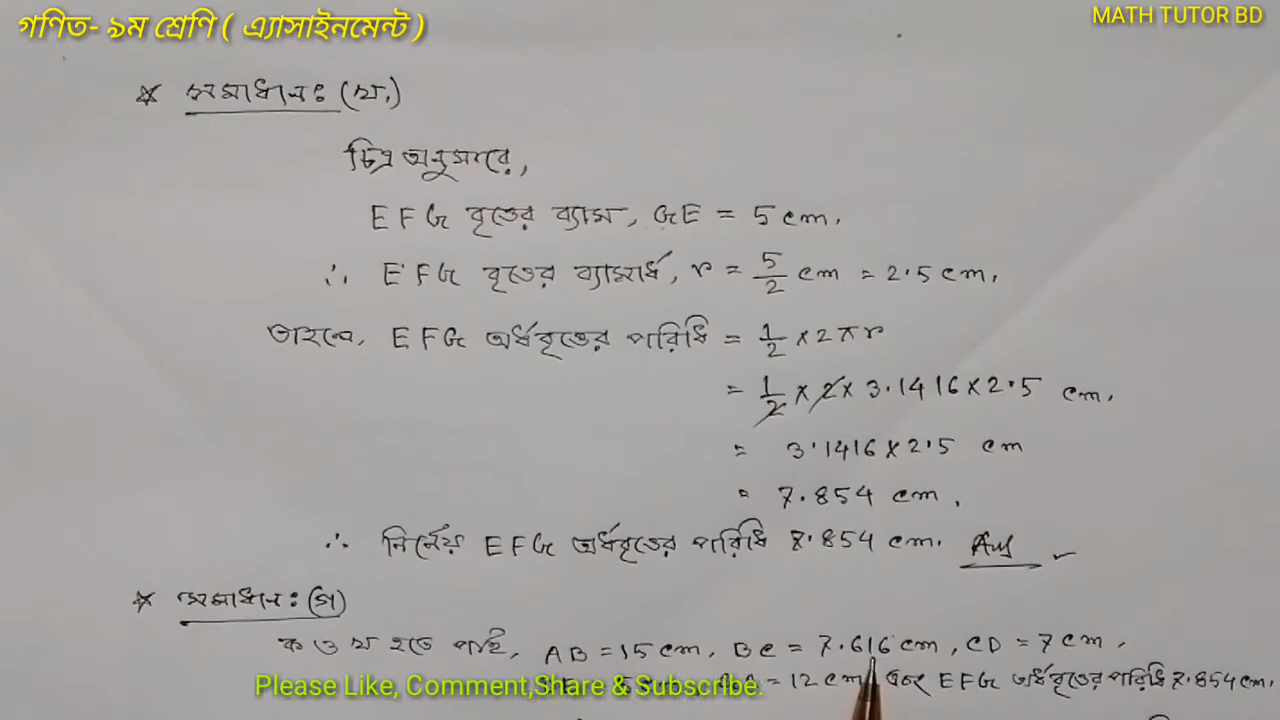 গণিত- ৯ম শ্রেণি ( এ্যাসাইনমেন্ট )
MATH TUTOR BD
* সমাধানঃ (খ)
চিত্র অনুসারে,
EFG বৃত্তের ব্যাস, GE = 5 cm.
∴ EFG বৃত্তের ব্যাসার্ধ, r = 5/2 cm = 2.5 cm.
তাহলে, EFG অর্ধবৃত্তের পরিধি = 1/2 × 2πr
= 1/2 × 2 × 3.1416 × 2.5 cm.
= 3.1416 × 2.5 cm
= 7.854 cm.
∴ নির্ণেয় EFG অর্ধবৃত্তের পরিধি 7.854 cm. Ans
* সমাধানঃ (গ)
ক ও খ হতে পাই, AB = 15 cm, BC = 7.616 cm, CD = 7 cm,
= 12 cm এবং EFG অর্ধবৃত্তের পরিধি 7.854 cm.
Please Like, Comment,Share & Subscribe.